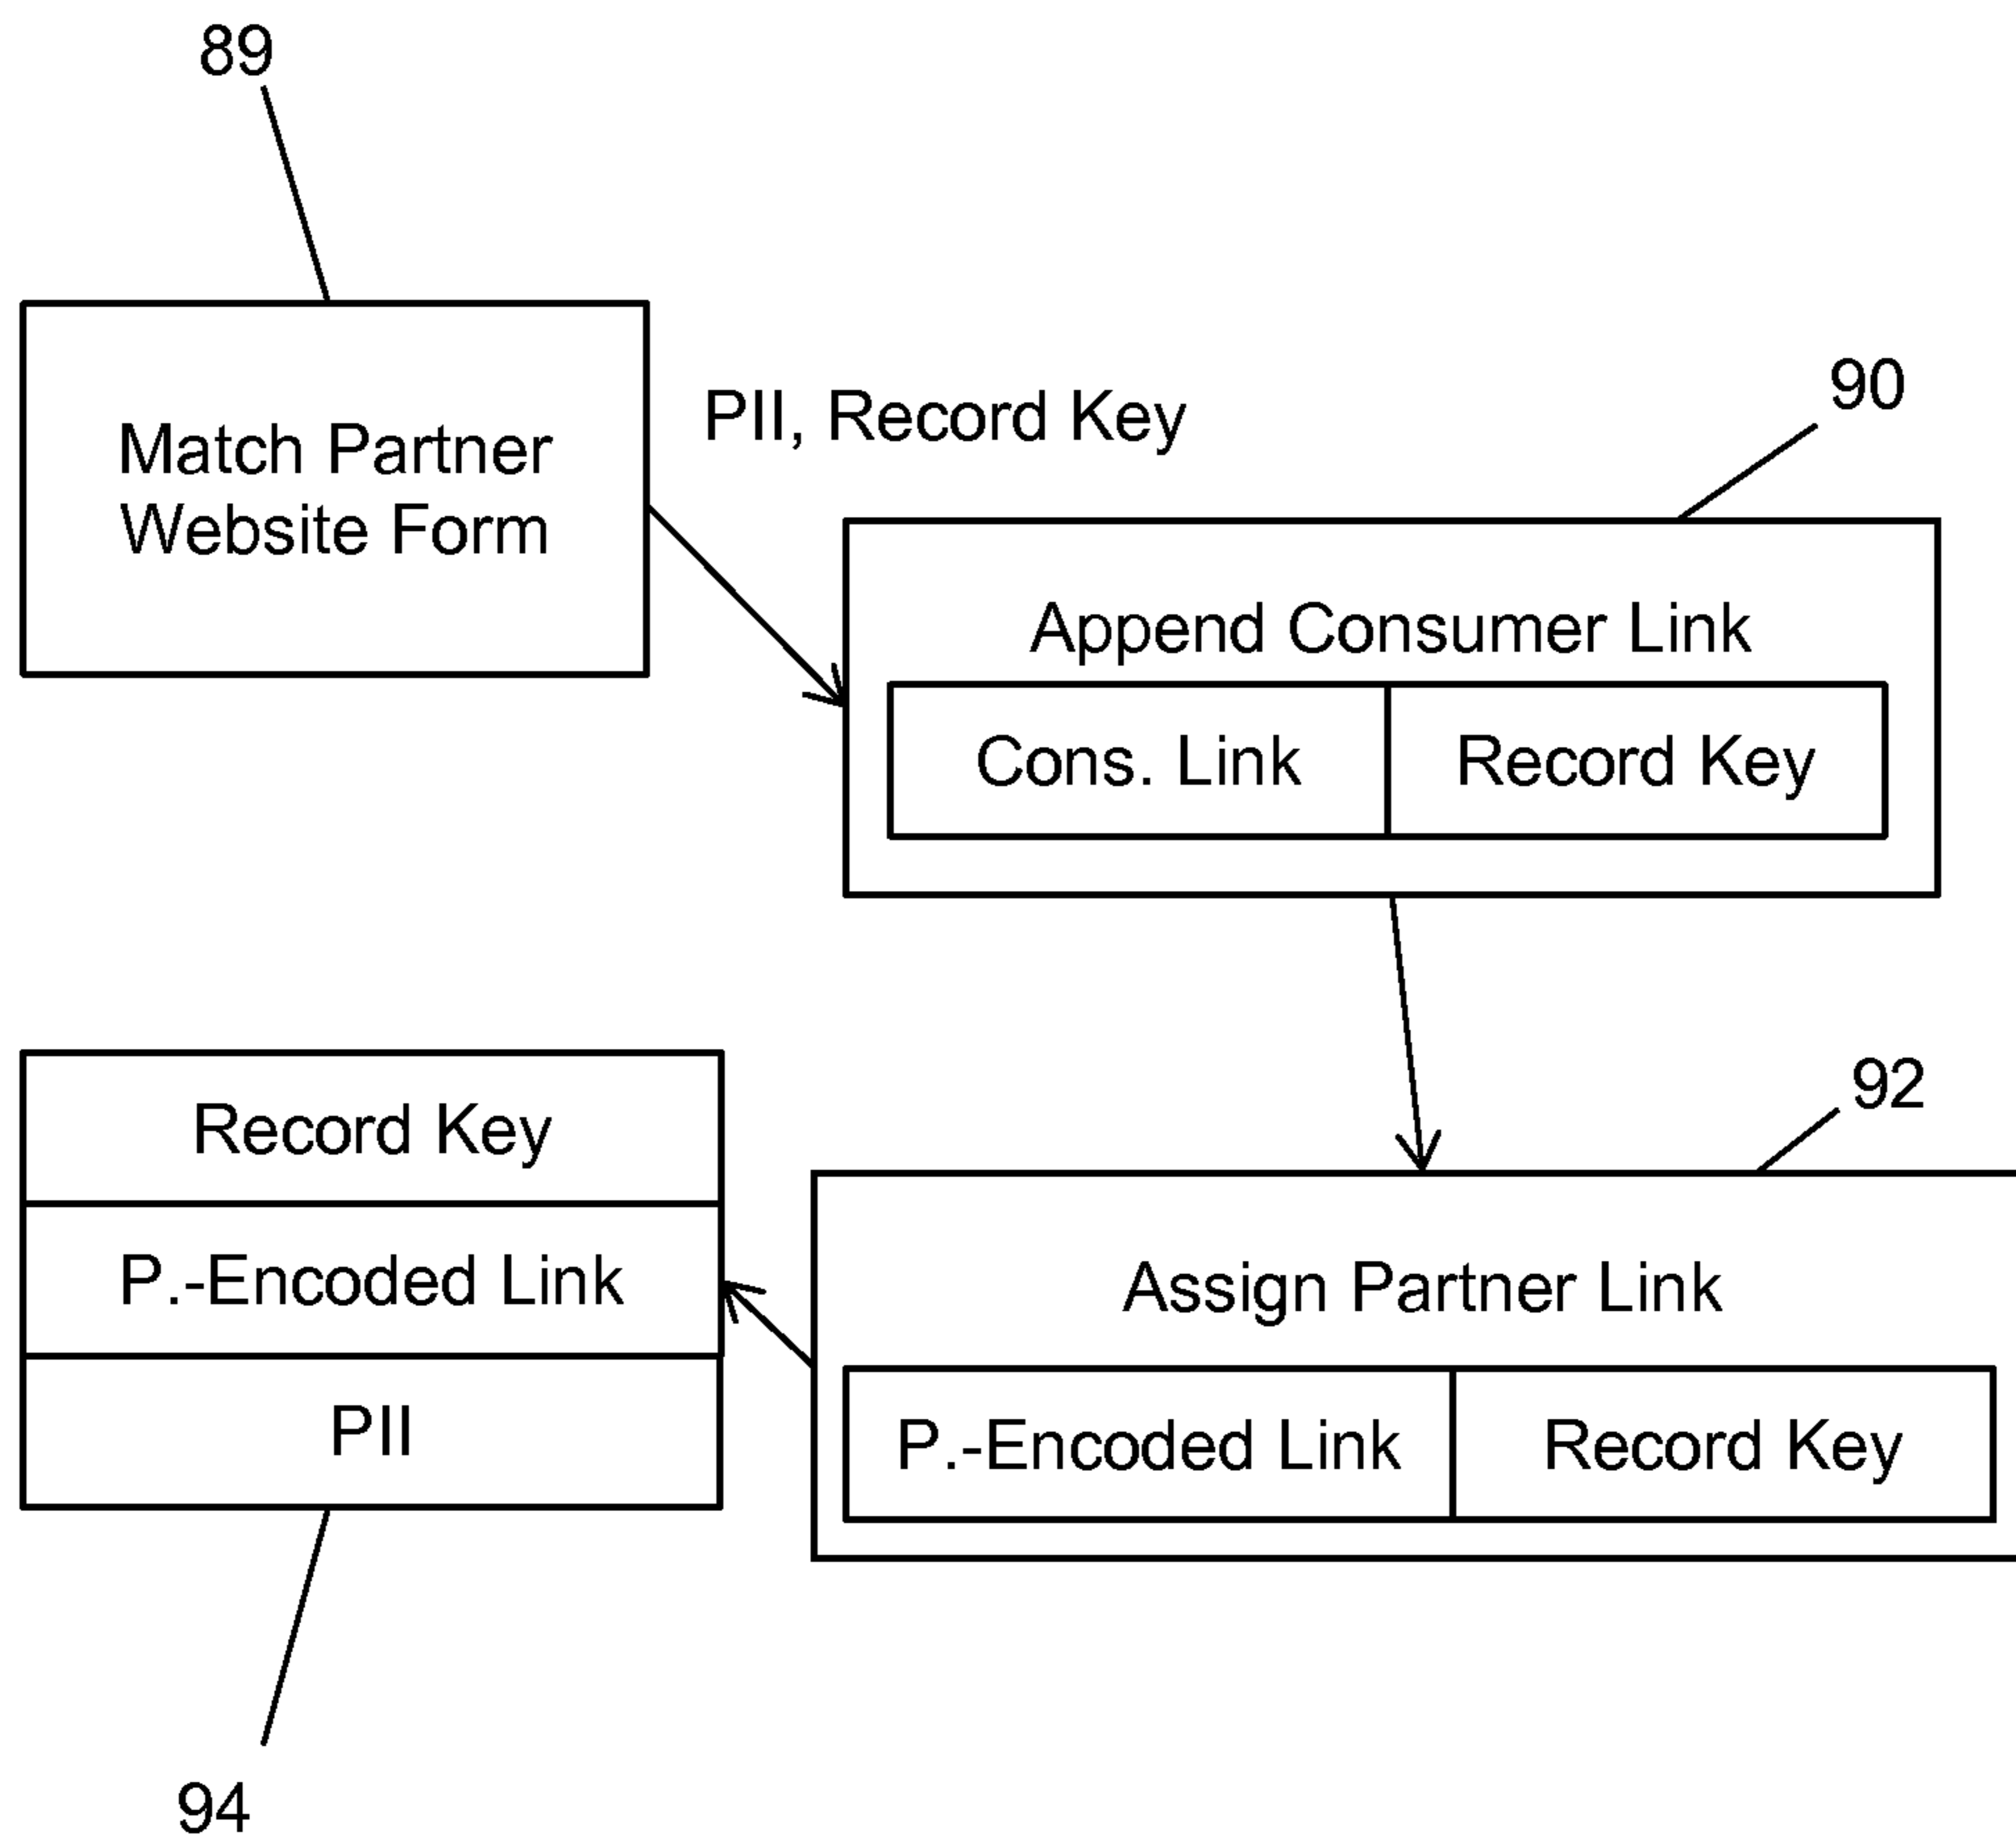 89
Match Partner
Website Form
PII, Record Key
90
Append Consumer Link
Cons. Link
Record Key
92
Assign Partner Link
P.-Encoded Link
Record Key
Record Key
P.-Encoded Link
PII
94